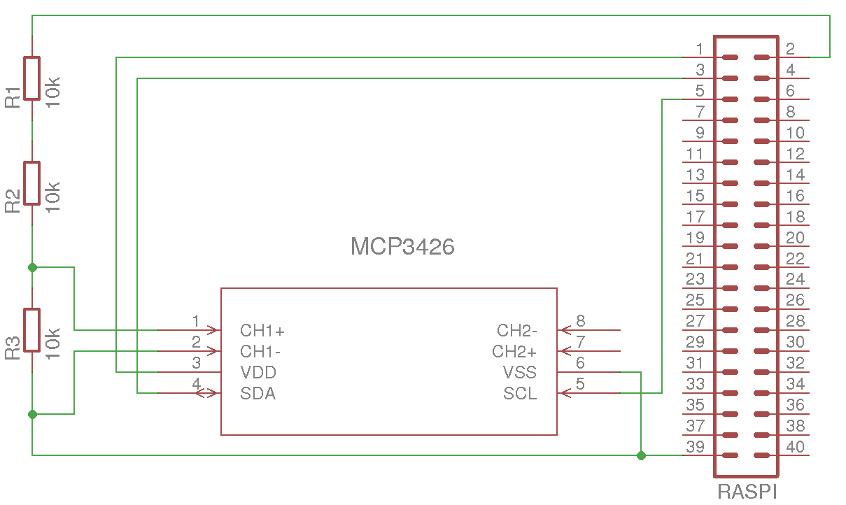 R1
10k
R2
10k
R3
10k
MCP3426
1 CH1+
2 CH1-
3 VDD
4 SDA
CH2- 8
CH2+ 7
VSS 6
SCL 5
1 2
3 4
5 6
7 8
9 10
11 12
13 14
15 16
17 18
19 20
21 22
23 24
25 26
27 28
29 30
31 32
33 34
35 36
37 38
39 40
RASPI